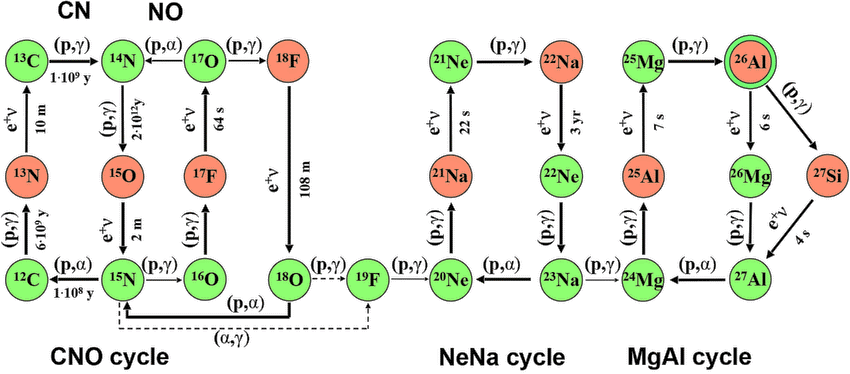 CN NO
¹³C (p,γ) ¹⁴N (p,α) ¹⁷O (p,γ) ¹⁸F
1·10⁹ y
²¹Ne (p,γ) ²²Na
²⁵Mg (p,γ) ²⁶Al
e⁺ν 10 m
(p,γ) 2·10¹²y
e⁺ν 64 s
e⁺ν 108 m
e⁺ν 22 s
e⁺ν 3 yr
e⁺ν 7 s
e⁺ν 6 s
(p,γ)
¹³N ¹⁵O ¹⁷F
²¹Na ²²Ne
²⁵Al ²⁶Mg ²⁷Si
(p,γ) 6·10⁹ y
e⁺ν 2 m
(p,γ)
(p,γ)
(p,γ)
(p,γ)
(p,γ)
e⁺ν 4 s
¹²C (p,α) ¹⁵N (p,γ) ¹⁶O ¹⁸O (p,γ) ¹⁹F (p,γ) ²⁰Ne (p,α) ²³Na (p,γ) ²⁴Mg (p,α) ²⁷Al
1·10⁸ y
(p,α)
(α,γ)
CNO cycle NeNa cycle MgAl cycle